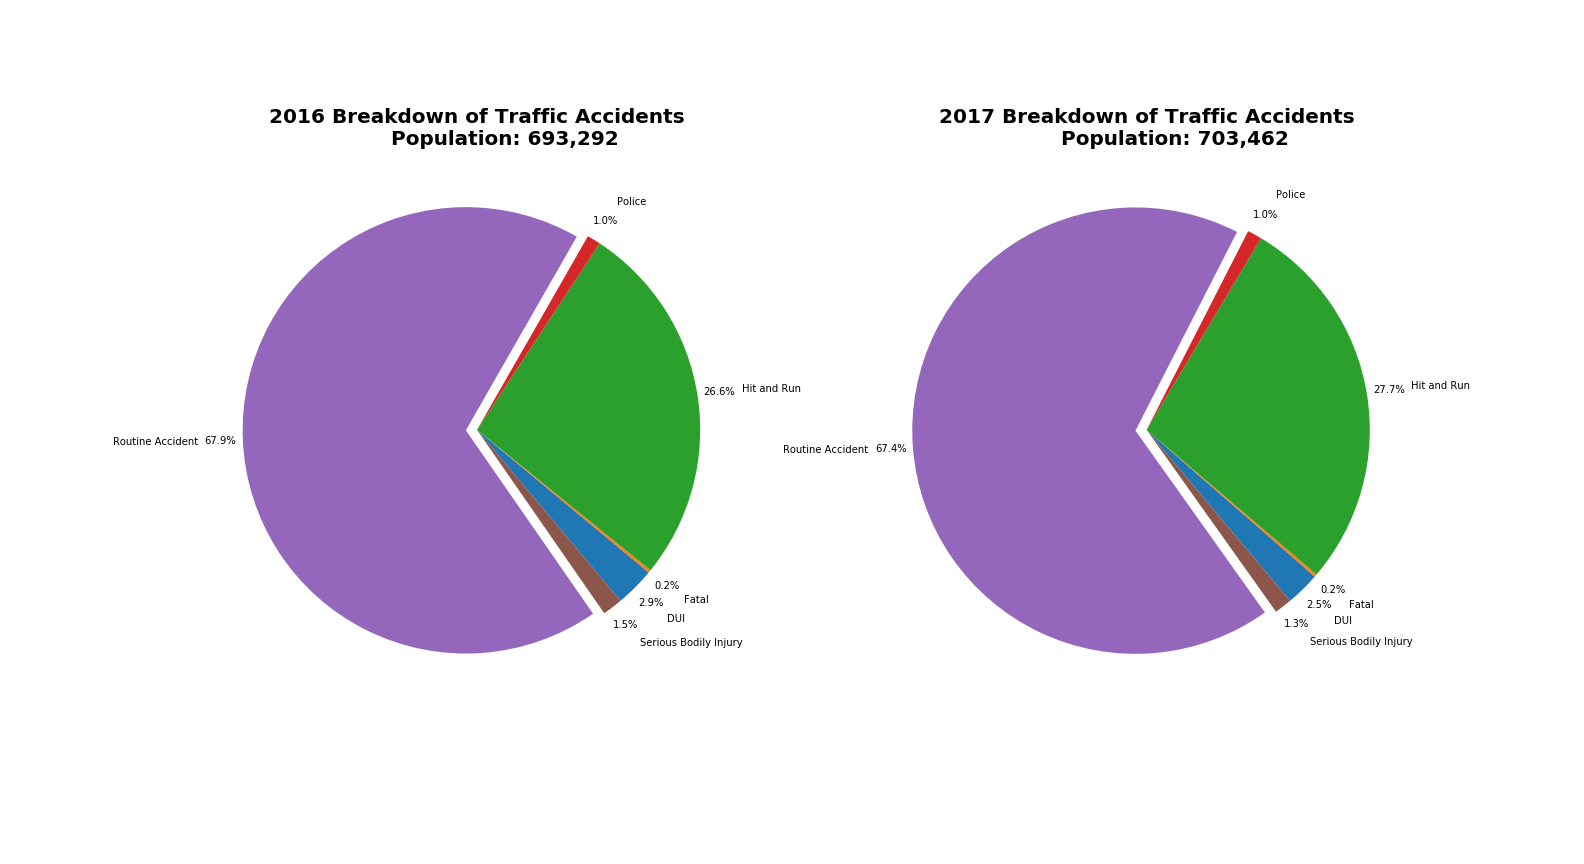 2016 Breakdown of Traffic Accidents
Population: 693,292
Police
1.0%
26.6% Hit and Run
Routine Accident 67.9%
0.2%
Fatal
2.9%
DUI
1.5%
Serious Bodily Injury
2017 Breakdown of Traffic Accidents
Population: 703,462
Police
1.0%
27.7% Hit and Run
Routine Accident 67.4%
0.2%
Fatal
2.5%
DUI
1.3%
Serious Bodily Injury